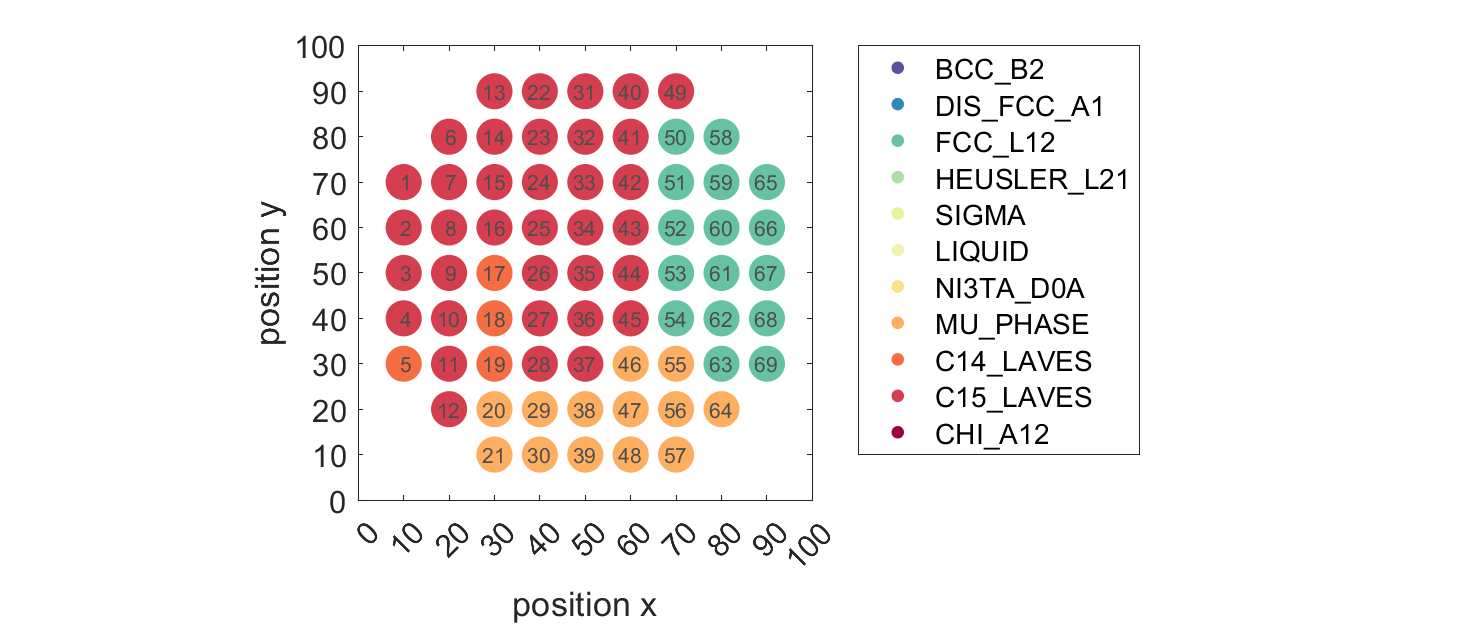 100
90
80
70
60
50
40
30
20
10
0
position y
13 22 31 40 49
6 14 23 32 41 50 58
1 7 15 24 33 42 51 59 65
2 8 16 25 34 43 52 60 66
3 9 17 26 35 44 53 61 67
4 10 18 27 36 45 54 62 68
5 11 19 28 37 46 55 63 69
12 20 29 38 47 56 64
21 30 39 48 57
0 10 20 30 40 50 60 70 80 90 100
position x
BCC_B2
DIS_FCC_A1
FCC_L12
HEUSLER_L21
SIGMA
LIQUID
NI3TA_D0A
MU_PHASE
C14_LAVES
C15_LAVES
CHI_A12